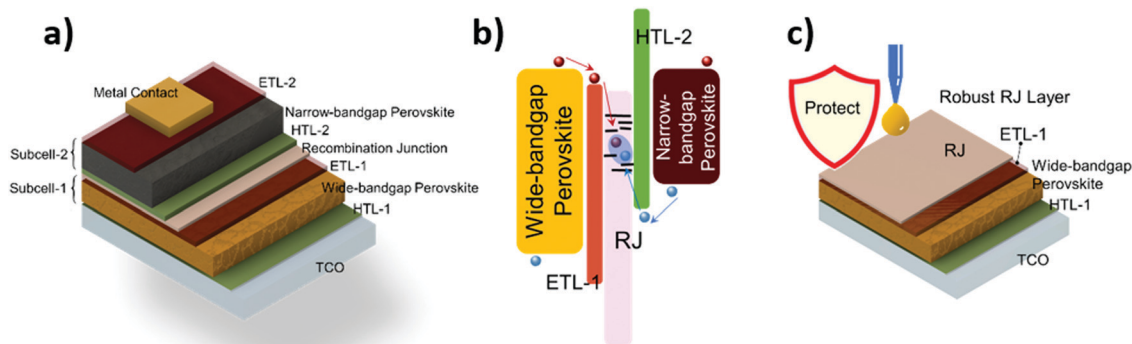 a)
Metal Contact
ETL-2
Narrow-bandgap Perovskite
HTL-2
Recombination Junction
ETL-1
Wide-bandgap Perovskite
HTL-1
TCO
Subcell-2
Subcell-1
b)
HTL-2
Wide-bandgap
Perovskite
Narrow-
bandgap
Perovskite
RJ
ETL-1
c)
Protect
Robust RJ Layer
RJ
ETL-1
Wide-bandgap
Perovskite
HTL-1
TCO